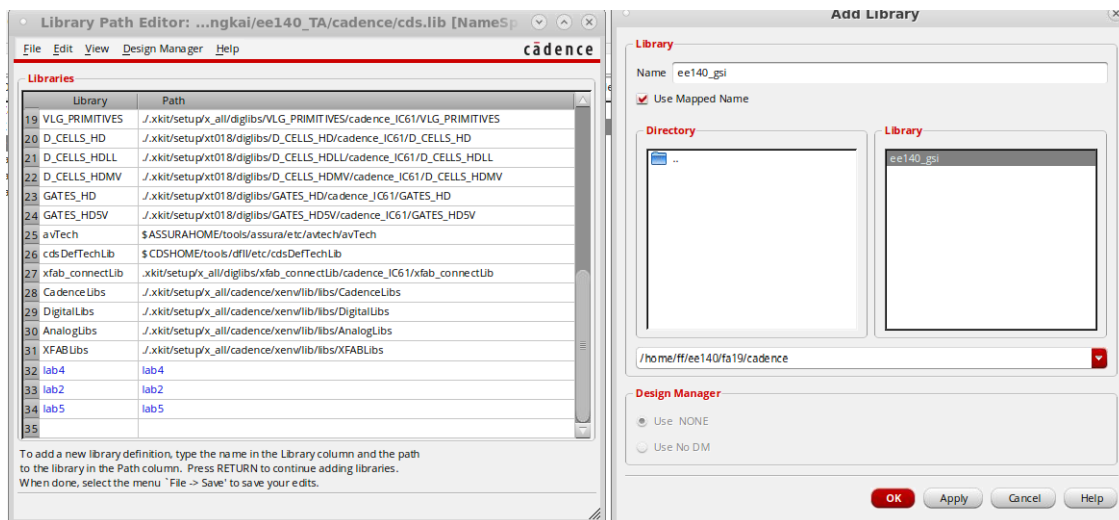 Library Path Editor: ...ngkai/ee140_TA/cadence/cds.lib [NameSp
File Edit View Design Manager Help
cādence
Libraries
Library Path
19 VLG_PRIMITIVES ./.xkit/setup/x_all/diglibs/VLG_PRIMITIVES/cadence_IC61/VLG_PRIMITIVES
20 D_CELLS_HD ./.xkit/setup/xt018/diglibs/D_CELLS_HD/cadence_IC61/D_CELLS_HD
21 D_CELLS_HDLL ./.xkit/setup/xt018/diglibs/D_CELLS_HDLL/cadence_IC61/D_CELLS_HDLL
22 D_CELLS_HDMV ./.xkit/setup/xt018/diglibs/D_CELLS_HDMV/cadence_IC61/D_CELLS_HDMV
23 GATES_HD ./.xkit/setup/xt018/diglibs/GATES_HD/cadence_IC61/GATES_HD
24 GATES_HD5V ./.xkit/setup/xt018/diglibs/GATES_HD5V/cadence_IC61/GATES_HD5V
25 avTech $ASSURAHOME/tools/assura/etc/avtech/avTech
26 cdsDefTechLib $CDSHOME/tools/dfII/etc/cdsDefTechLib
27 xfab_connectLib .xkit/setup/x_all/diglibs/xfab_connectLib/cadence_IC61/xfab_connectLib
28 CadenceLibs ./.xkit/setup/x_all/cadence/xenv/lib/libs/CadenceLibs
29 DigitalLibs ./.xkit/setup/x_all/cadence/xenv/lib/libs/DigitalLibs
30 AnalogLibs ./.xkit/setup/x_all/cadence/xenv/lib/libs/AnalogLibs
31 XFABLibs ./.xkit/setup/x_all/cadence/xenv/lib/libs/XFABLibs
32 lab4 lab4
33 lab2 lab2
34 lab5 lab5
35
To add a new library definition, type the name in the Library column and the path
to the library in the Path column. Press RETURN to continue adding libraries.
When done, select the menu `File -> Save' to save your edits.
Add Library
Library
Name ee140_gsi
Use Mapped Name
Directory
..
Library
ee140_gsi
/home/ff/ee140/fa19/cadence
Design Manager
Use NONE
Use No DM
OK Apply Cancel Help